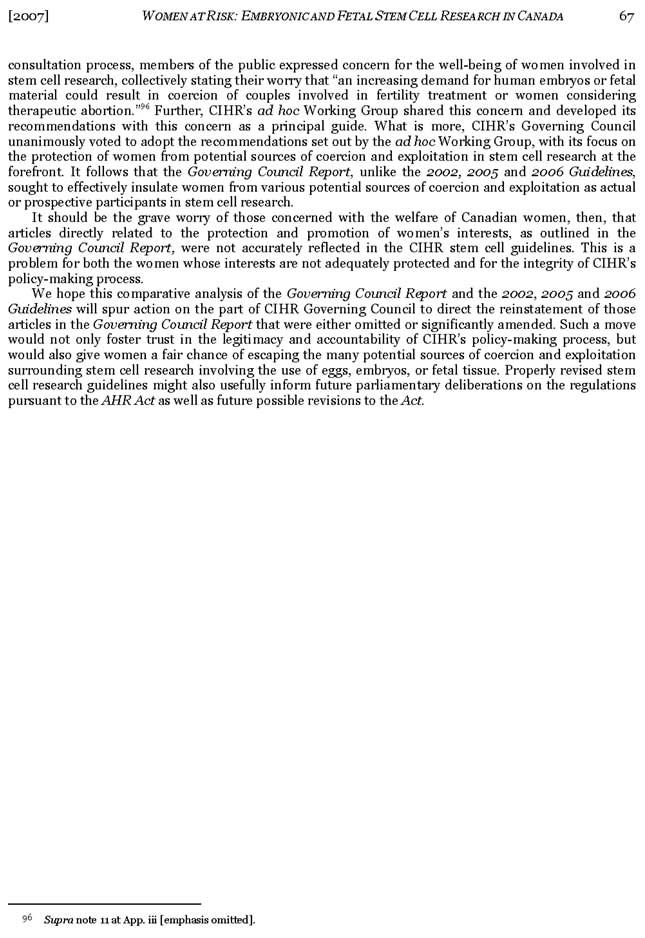 [2007] WOMEN AT RISK: EMBRYONIC AND FETAL STEM CELL RESEARCH IN CANADA 67
consultation process, members of the public expressed concern for the well-being of women involved in
stem cell research, collectively stating their worry that “an increasing demand for human embryos or fetal
material could result in coercion of couples involved in fertility treatment or women considering
therapeutic abortion.”96 Further, CIHR’s ad hoc Working Group shared this concern and developed its
recommendations with this concern as a principal guide. What is more, CIHR’s Governing Council
unanimously voted to adopt the recommendations set out by the ad hoc Working Group, with its focus on
the protection of women from potential sources of coercion and exploitation in stem cell research at the
forefront. It follows that the Governing Council Report, unlike the 2002, 2005 and 2006 Guidelines,
sought to effectively insulate women from various potential sources of coercion and exploitation as actual
or prospective participants in stem cell research.
It should be the grave worry of those concerned with the welfare of Canadian women, then, that
articles directly related to the protection and promotion of women’s interests, as outlined in the
Governing Council Report, were not accurately reflected in the CIHR stem cell guidelines. This is a
problem for both the women whose interests are not adequately protected and for the integrity of CIHR’s
policy-making process.
We hope this comparative analysis of the Governing Council Report and the 2002, 2005 and 2006
Guidelines will spur action on the part of CIHR Governing Council to direct the reinstatement of those
articles in the Governing Council Report that were either omitted or significantly amended. Such a move
would not only foster trust in the legitimacy and accountability of CIHR’s policy-making process, but
would also give women a fair chance of escaping the many potential sources of coercion and exploitation
surrounding stem cell research involving the use of eggs, embryos, or fetal tissue. Properly revised stem
cell research guidelines might also usefully inform future parliamentary deliberations on the regulations
pursuant to the AHR Act as well as future possible revisions to the Act.
96 Supra note 11 at App. iii [emphasis omitted].